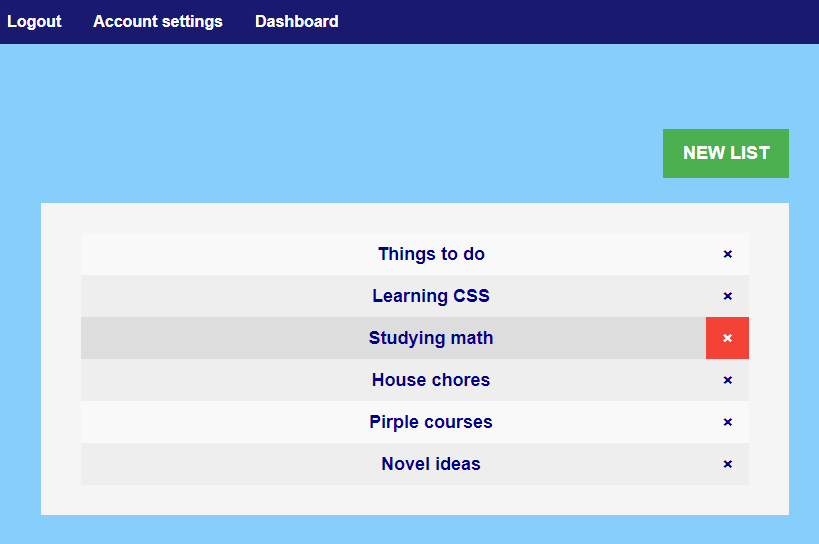 Logout Account settings Dashboard
NEW LIST
Things to do ×
Learning CSS ×
Studying math ×
House chores ×
Pirple courses ×
Novel ideas ×